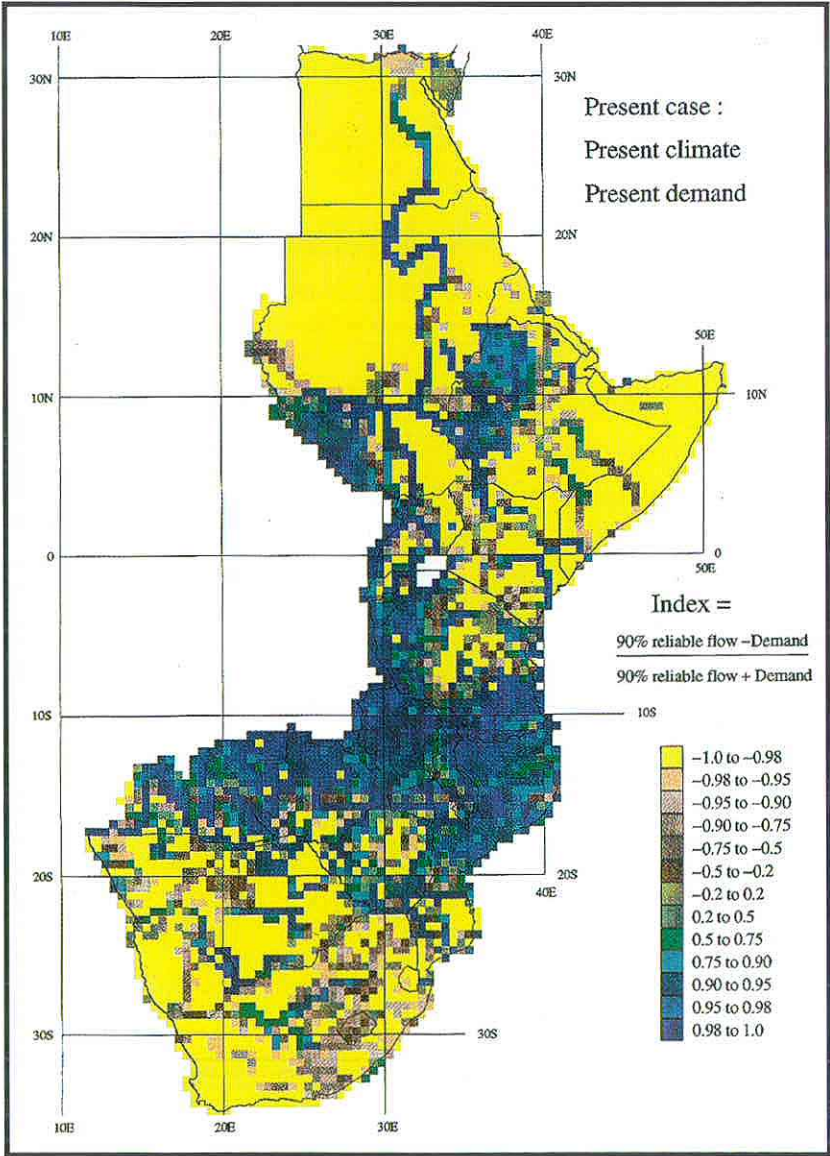 10E 20E 30E 40E
30N 30N
Present case :
Present climate
Present demand
20N 20N
50E
10N 10N
0 0
50E
Index =
90% reliable flow –Demand
90% reliable flow + Demand
10S 10S
–1.0 to –0.98
–0.98 to –0.95
–0.95 to –0.90
–0.90 to –0.75
–0.75 to –0.5
–0.5 to –0.2
–0.2 to 0.2
0.2 to 0.5
0.5 to 0.75
0.75 to 0.90
0.90 to 0.95
0.95 to 0.98
0.98 to 1.0
20S 20S
40E
30S 30S
10E 20E 30E